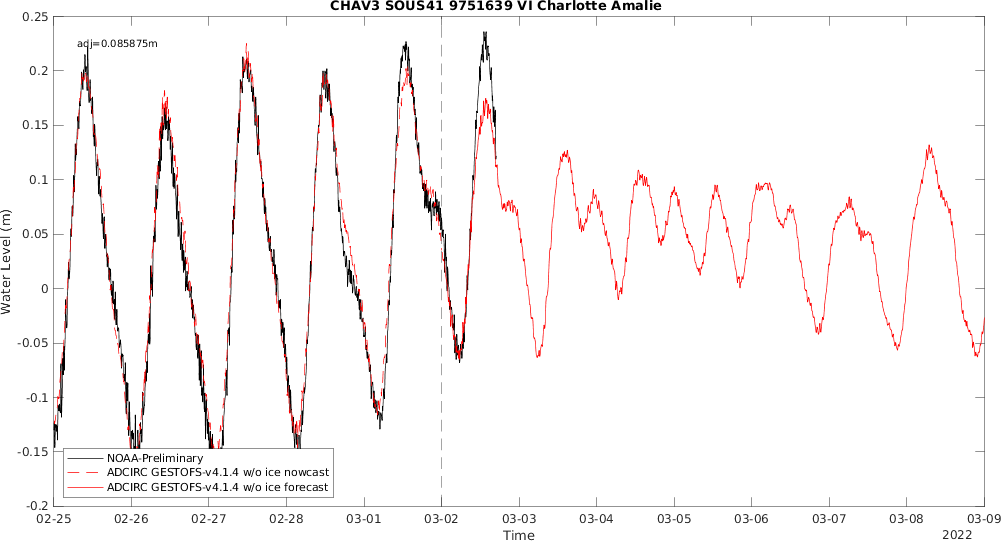 CHAV3 SOUS41 9751639 VI Charlotte Amalie
adj=0.085875m
0.25
0.2
0.15
0.1
0.05
0
-0.05
-0.1
-0.15
-0.2
Water Level (m)
NOAA-Preliminary
ADCIRC GESTOFS-v4.1.4 w/o ice nowcast
ADCIRC GESTOFS-v4.1.4 w/o ice forecast
02-25 02-26 02-27 02-28 03-01 03-02 03-03 03-04 03-05 03-06 03-07 03-08 03-09
Time
2022